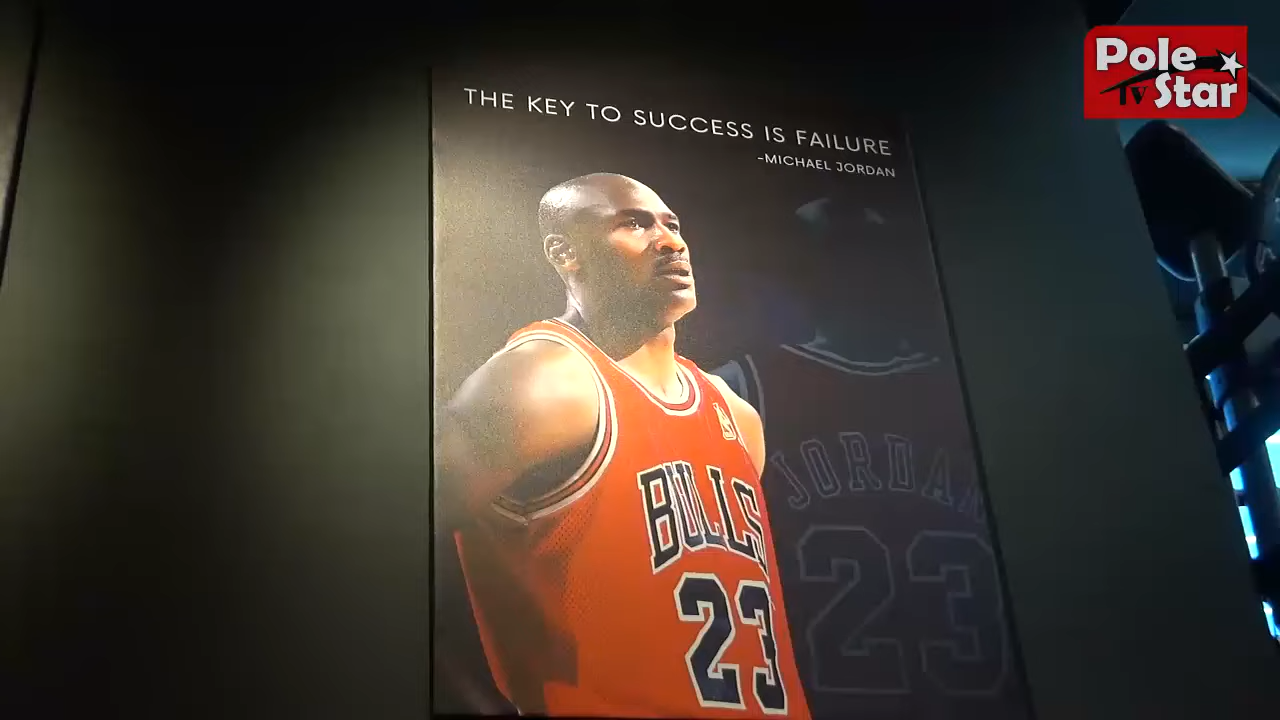 THE KEY TO SUCCESS IS FAILURE
-MICHAEL JORDAN
BULLS
23
JORDAN
23
Pole
Tv Star